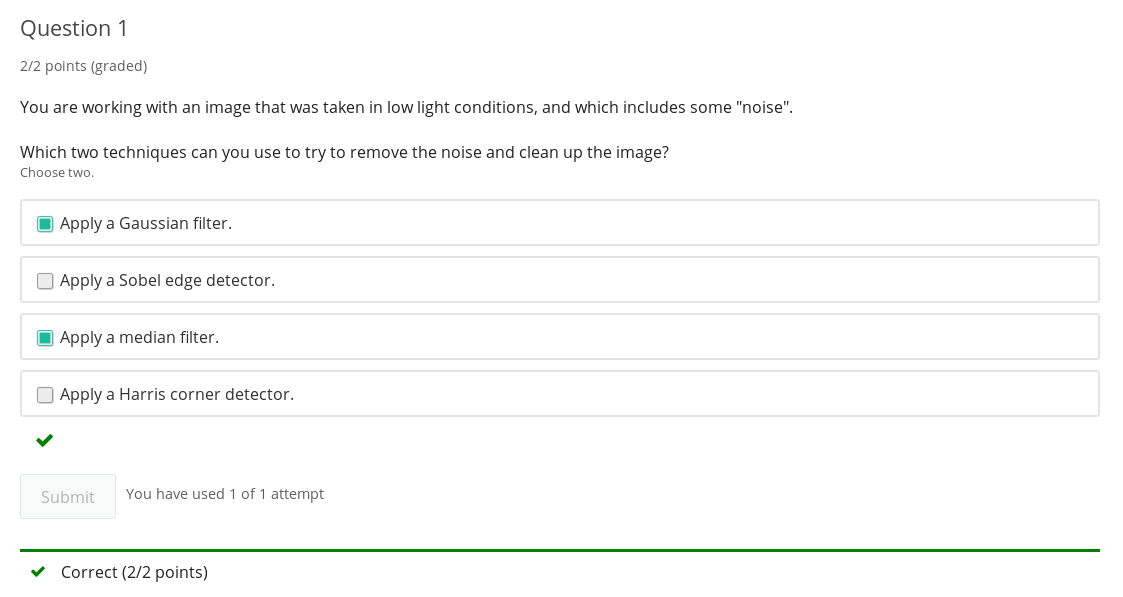 Question 1
2/2 points (graded)
You are working with an image that was taken in low light conditions, and which includes some "noise".
Which two techniques can you use to try to remove the noise and clean up the image?
Choose two.
Apply a Gaussian filter.
Apply a Sobel edge detector.
Apply a median filter.
Apply a Harris corner detector.
Submit You have used 1 of 1 attempt
Correct (2/2 points)